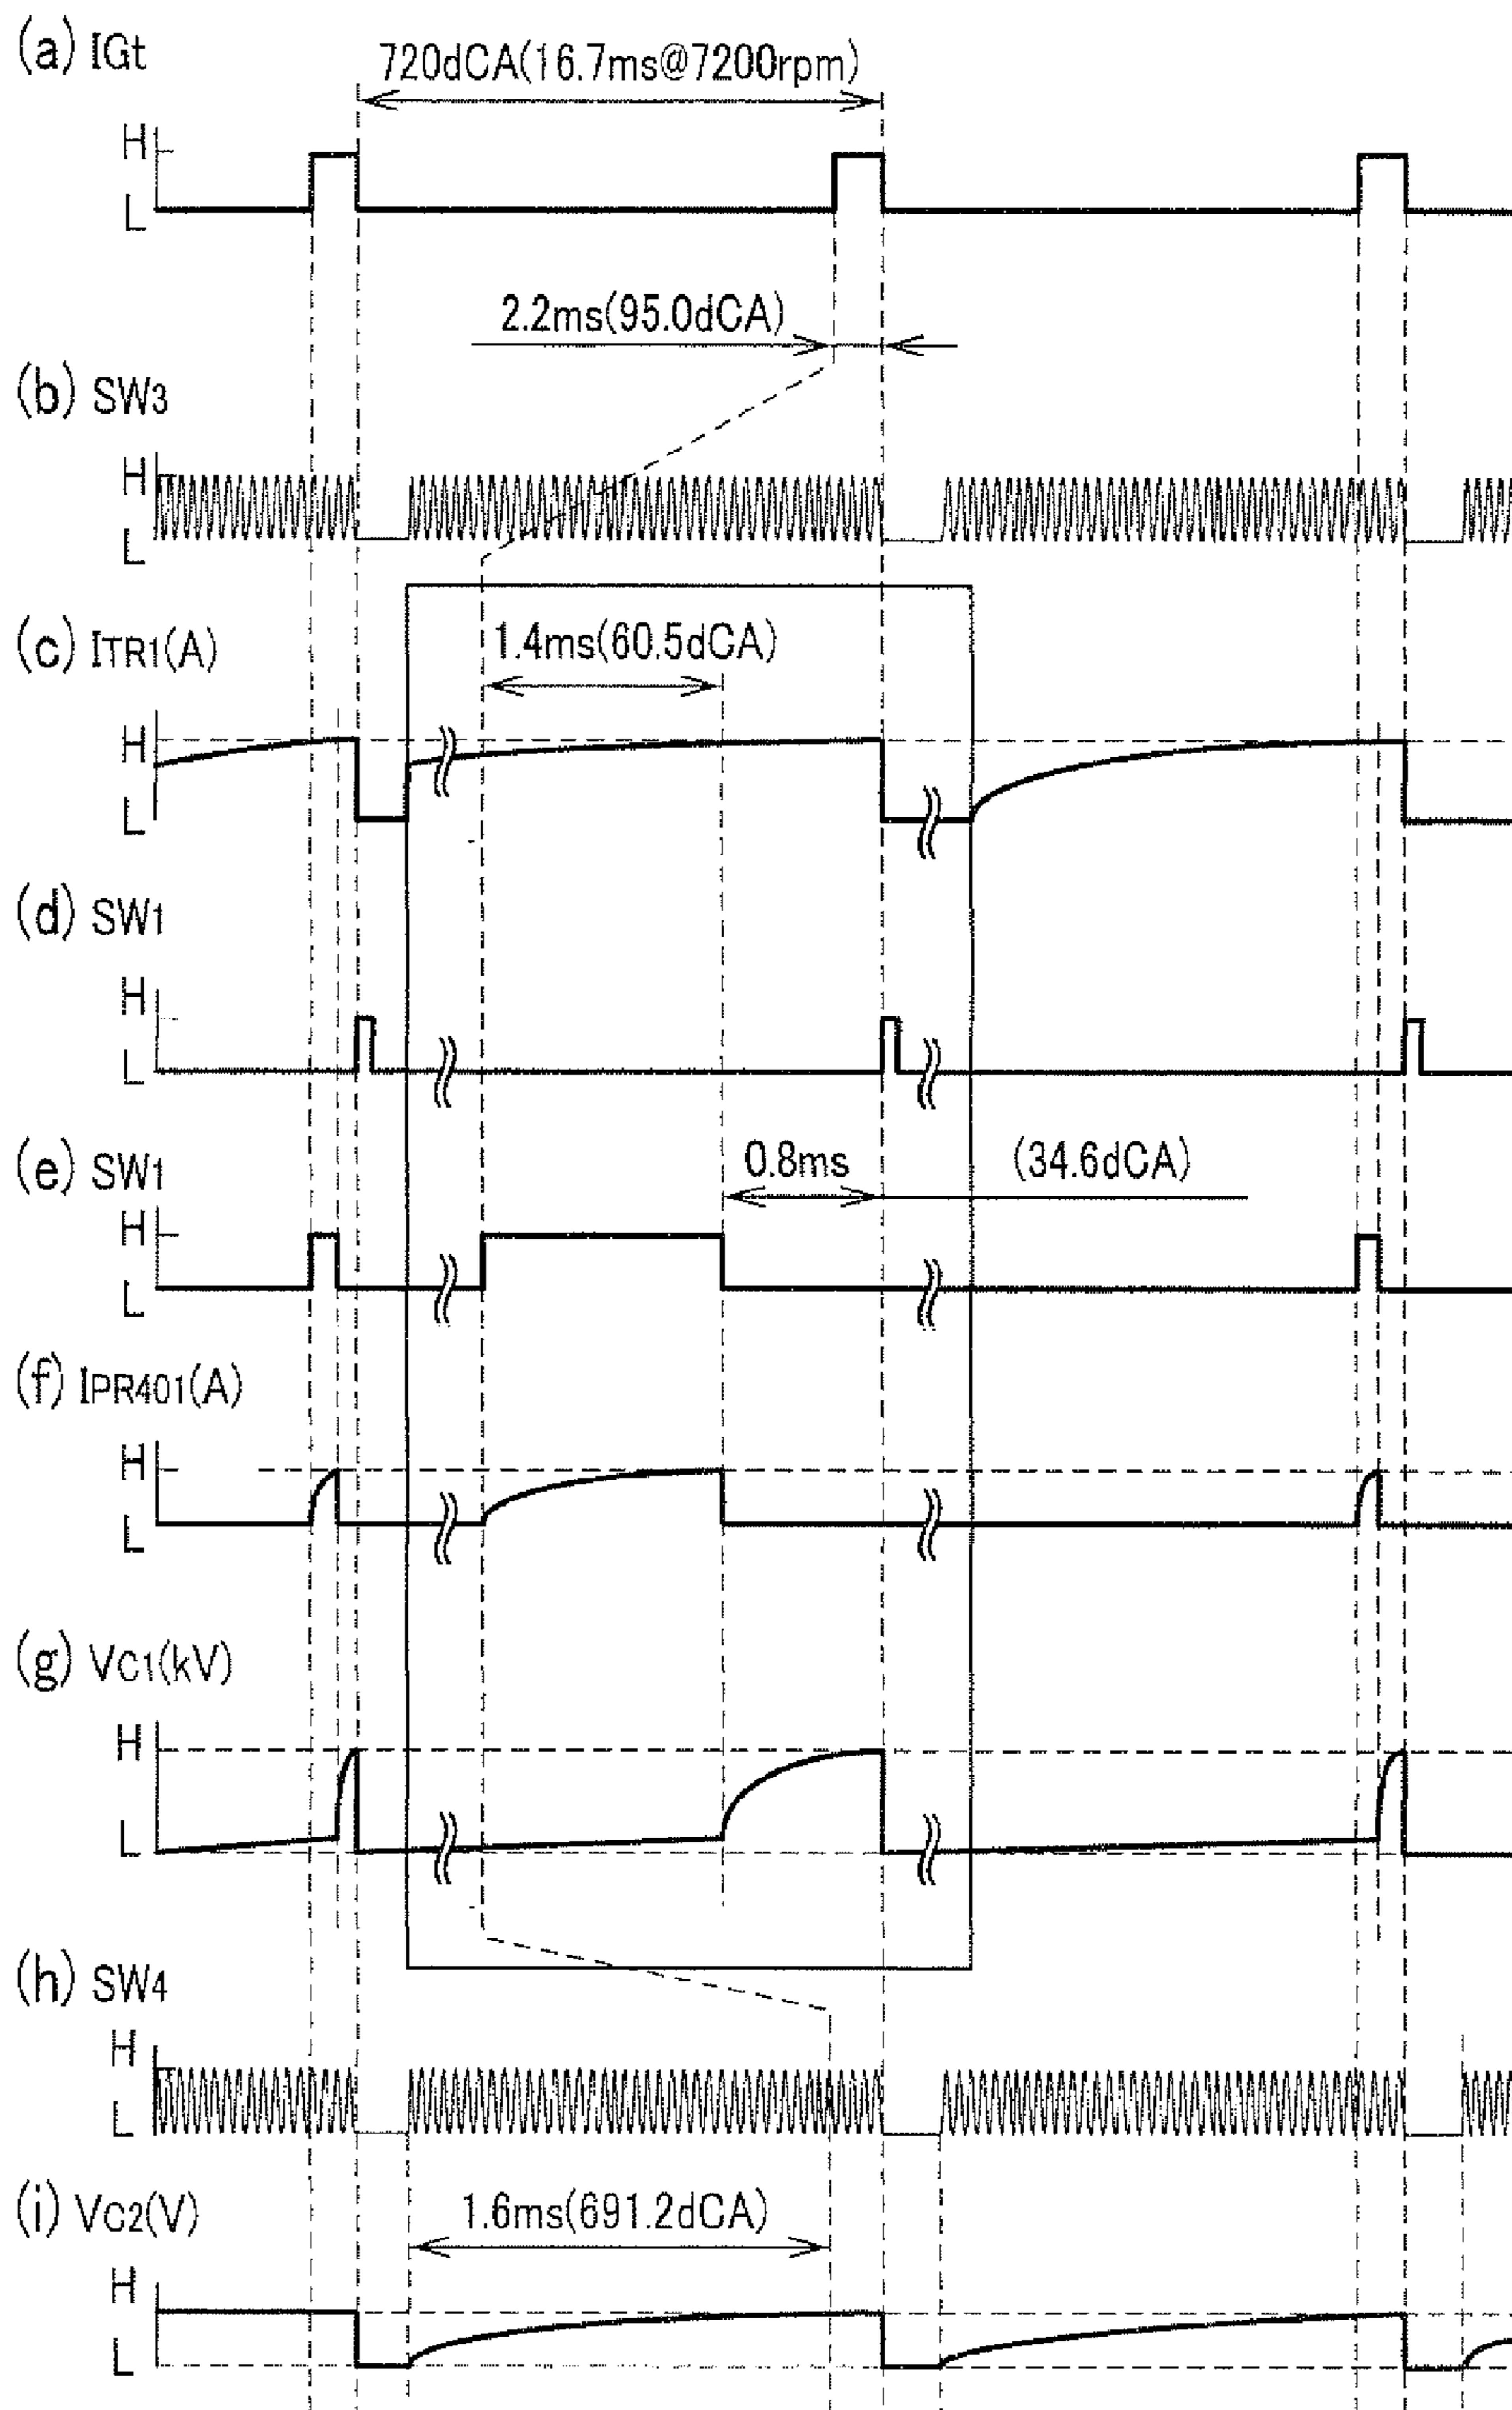 (a) IGt
720dCA(16.7ms@7200rpm)
H
L
2.2ms(95.0dCA)
(b) SW3
H
L
(c) ITR1(A)
1.4ms(60.5dCA)
H
L
(d) SW1
H
L
(e) SW1
0.8ms (34.6dCA)
H
L
(f) IPR401(A)
H
L
(g) VC1(kV)
H
L
(h) SW4
H
L
(i) VC2(V)
1.6ms(691.2dCA)
H
L